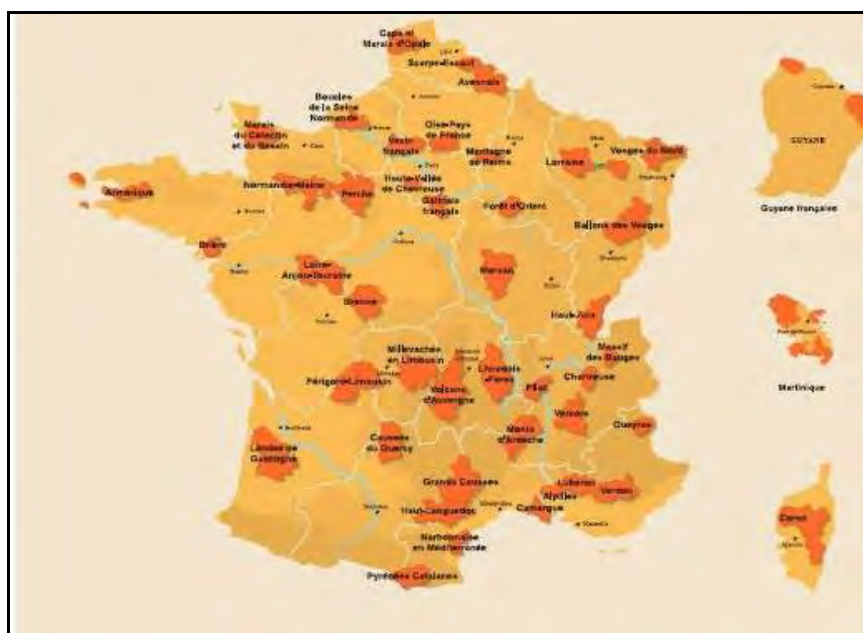 Caps et
Marais d'Opale
Scarpe-Escaut
Avesnois
Boucles
de la Seine
Normande
Oise-Pays
de France
Marais
du Cotentin
et du Bessin
Vexin
français
Montagne
de Reims
Lorraine
Vosges du Nord
Armorique
Normandie-Maine
Perche
Haute-Vallée
de Chevreuse
Gâtinais
français
Forêt d'Orient
Ballons des Vosges
Brière
Loire-
Anjou-Touraine
Morvan
Brenne
Haut-Jura
Massif
des Bauges
Millevaches
en Limousin
Livradois
-Forez
Chartreuse
Périgord-Limousin
Volcans
d'Auvergne
Pilat
Vercors
Queyras
Landes de
Gascogne
Causses
du Quercy
Monts
d'Ardèche
Grands Causses
Luberon
Verdon
Alpilles
Camargue
Haut-Languedoc
Narbonnaise
en Méditerranée
Pyrénées Catalanes
GUYANE
Guyane française
Martinique
Corse